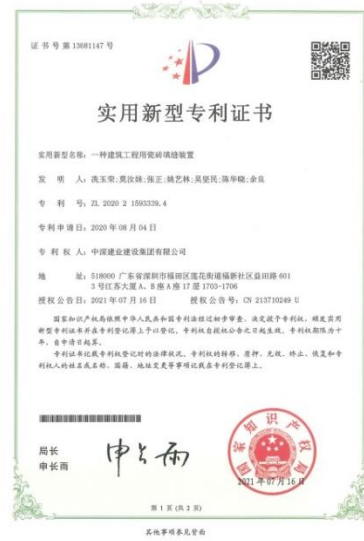 证书号第13681147号
实用新型专利证书
实用新型名称：一种建筑工程用瓷砖填缝装置
发 明 人：冼玉荣;莫汝妹;张正;姚艺林;吴坚民;陈华晓;余良
专 利 号：ZL 2020 2 1593339.4
专利申请日：2020年08月04日
专 利 权 人：中深建业建设集团有限公司
地 址：518000 广东省深圳市福田区莲花街道福新社区益田路601
3号江苏大厦A、B座A座17层1703-1706
授权公告日：2021年07月16日 授权公告号：CN 213710249 U
国家知识产权局依照中华人民共和国专利法经过初步审查，决定授予专利权，颁发实用
新型专利证书并在专利登记簿上予以登记。专利权自授权公告之日起生效。专利权期限为十
年，自申请日起算。
专利证书记载专利权登记时的法律状况。专利权的转移、质押、无效、终止、恢复和专
利权人的姓名或名称、国籍、地址变更等事项记载在专利登记簿上。
局长
申长雨
申长雨
国家知识产权局
2021年07月16日
第 1 页 (共 2 页)
其他事项参见背面